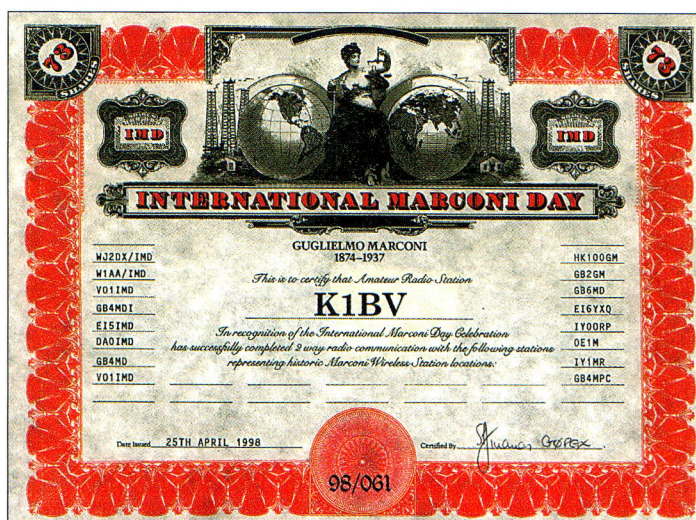 73
SHARES
73
SHARES
IMD
IMD
INTERNATIONAL MARCONI DAY
GUGLIELMO MARCONI
1874–1937
This is to certify that Amateur Radio Station
K1BV
In recognition of the International Marconi Day Celebration
has successfully completed 2 way radio communication with the following stations
representing historic Marconi Wireless Station locations:
WJ2DX/IMD
W1AA/IMD
VO1IMD
GB4MDI
EI5IMD
DA0IMD
GB4MD
VO1IMD
HK100GM
GB2GM
GB6MD
EI6YXQ
IY0ORP
OE1M
IY1MR
GB4MPC
Date Issued 25TH APRIL 1998
Certified By
98/061